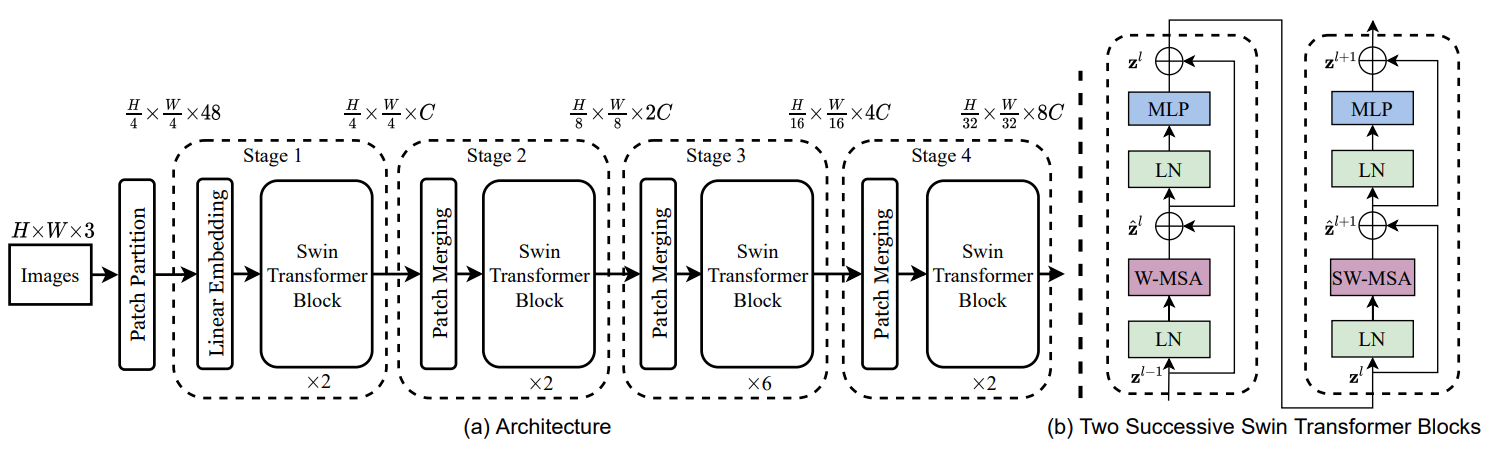 H/4 × W/4 × 48
H/4 × W/4 × C
H/8 × W/8 × 2C
H/16 × W/16 × 4C
H/32 × W/32 × 8C
H × W × 3
Images
Patch Partition
Stage 1
Linear Embedding
Swin
Transformer
Block
×2
Stage 2
Patch Merging
Swin
Transformer
Block
×2
Stage 3
Patch Merging
Swin
Transformer
Block
×6
Stage 4
Patch Merging
Swin
Transformer
Block
×2
(a) Architecture
z^l
MLP
LN
ẑ^l
W-MSA
LN
z^{l-1}
z^{l+1}
MLP
LN
ẑ^{l+1}
SW-MSA
LN
z^l
(b) Two Successive Swin Transformer Blocks